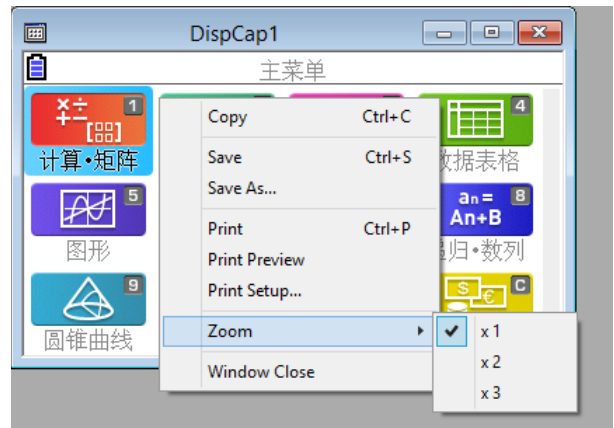 DispCap1
主菜单
×÷
+−
[88]
1
计算•矩阵
4
数据表格
5
图形
an=
An+B
8
归•数列
9
圆锥曲线
$
€
C
Copy Ctrl+C
Save Ctrl+S
Save As...
Print Ctrl+P
Print Preview
Print Setup...
Zoom
Window Close
x 1
x 2
x 3